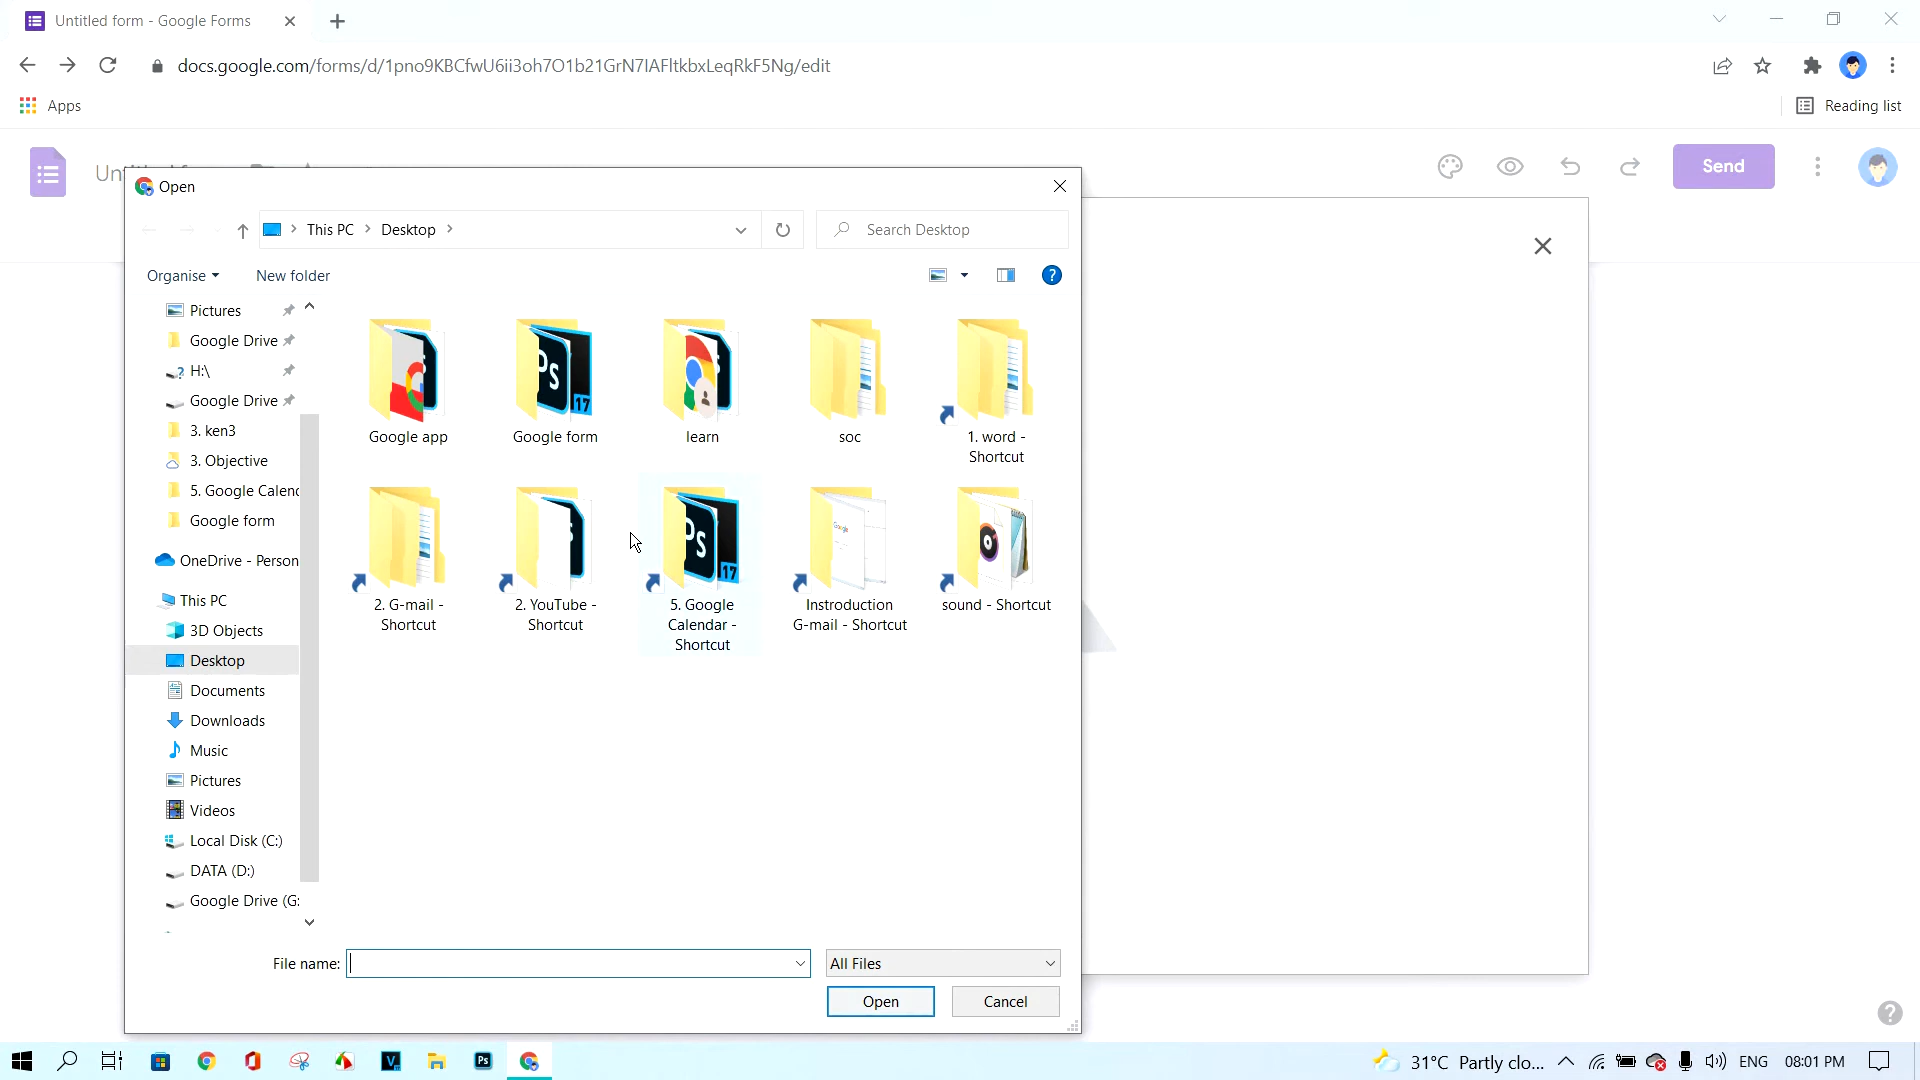 Untitled form - Google Forms
docs.google.com/forms/d/1pno9KBCfwU6ii3oh7O1b21GrN7IAFltkbxLeqRkF5Ng/edit
Apps
Reading list
Send
Open
This PC
Desktop
Search Desktop
Organise
New folder
Pictures
Google Drive
H:\
Google Drive
3. ken3
3. Objective
5. Google Calend
Google form
OneDrive - Person
This PC
3D Objects
Desktop
Documents
Downloads
Music
Pictures
Videos
Local Disk (C:)
DATA (D:)
Google Drive (G:
Google app
Google form
learn
soc
1. word -
Shortcut
2. G-mail -
Shortcut
2. YouTube -
Shortcut
5. Google
Calendar -
Shortcut
Instroduction
G-mail - Shortcut
sound - Shortcut
File name:
All Files
Open
Cancel
31°C Partly clo...
ENG
08:01 PM